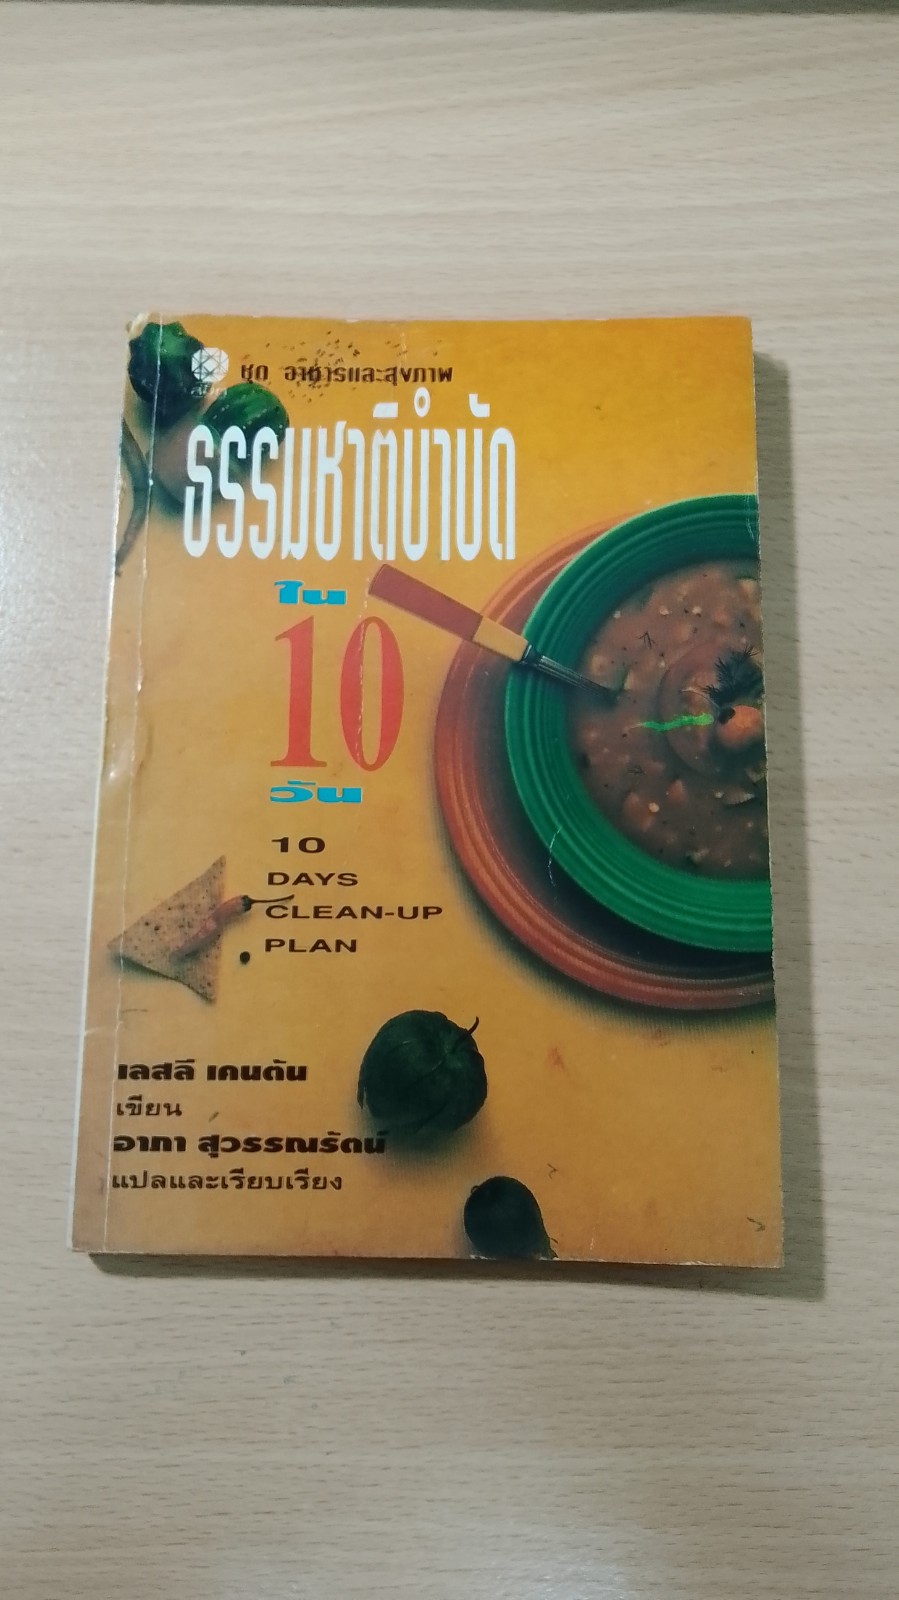 ชุด อาหารและสุขภาพ
ธรรมชาติบำบัด
ใน
10
วัน
10
DAYS
CLEAN-UP
PLAN
เลสลี เคนตัน
เขียน
อาภา สุวรรณรัตน์
แปลและเรียบเรียง